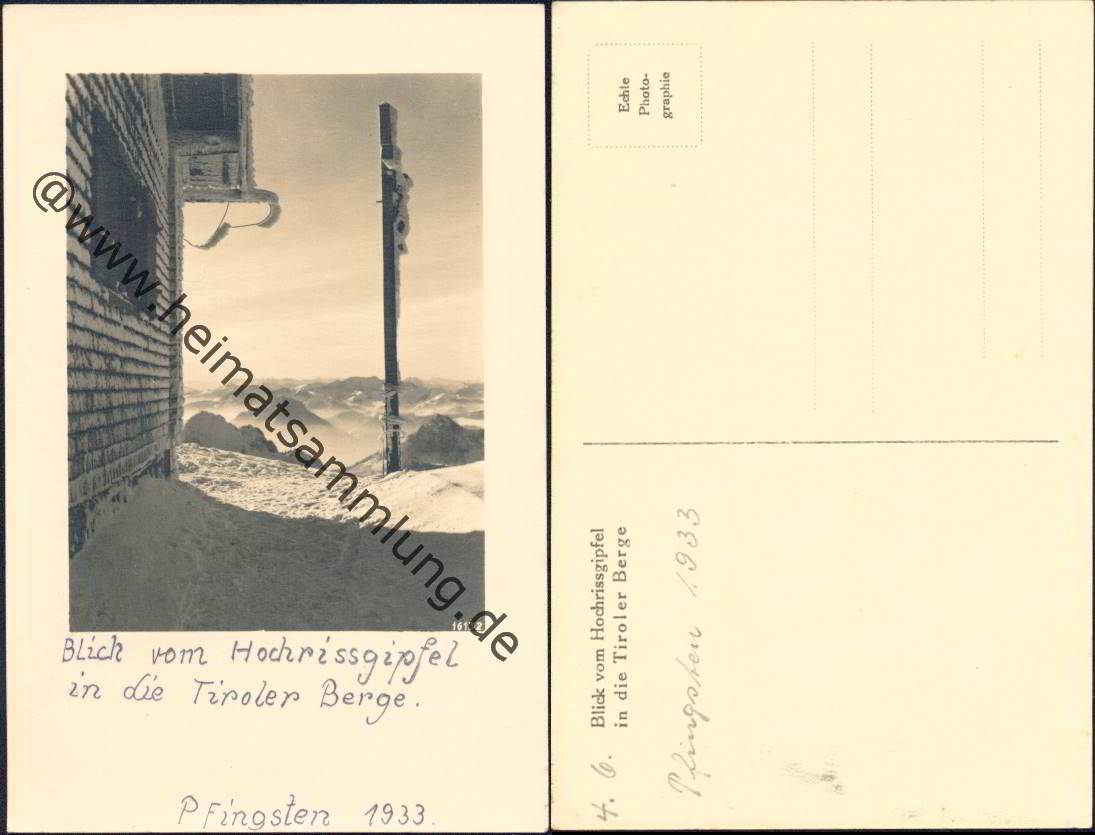 @www.heimatsammlung.de
Blick vom Hochrissgipfel
in die Tiroler Berge.
Pfingsten 1933.
Echte
Photo-
graphie
Blick vom Hochrissgipfel
in die Tiroler Berge
4. 6. Pfingsten 1933